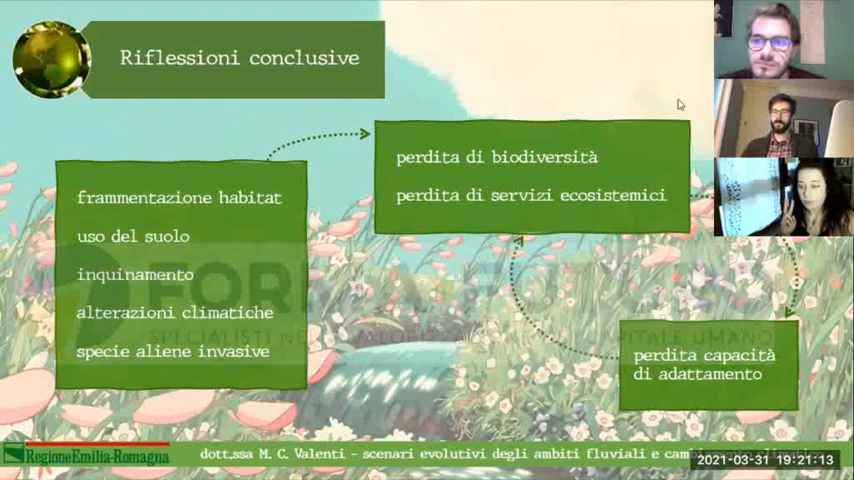 Riflessioni conclusive
perdita di biodiversità
perdita di servizi ecosistemici
frammentazione habitat
uso del suolo
inquinamento
alterazioni climatiche
specie aliene invasive
perdita capacità
di adattamento
RegioneEmilia-Romagna
dott.ssa M. C. Valenti - scenari evolutivi degli ambiti fluviali e
2021-03-31 19:21:13